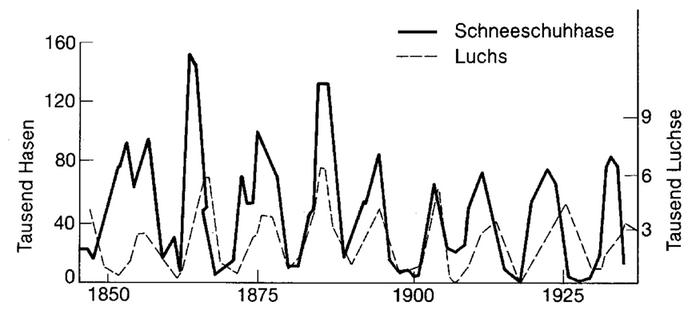 Schneeschuhhase
Luchs
Tausend Hasen
160
120
80
40
0
9
6
3
Tausend Luchse
1850 1875 1900 1925